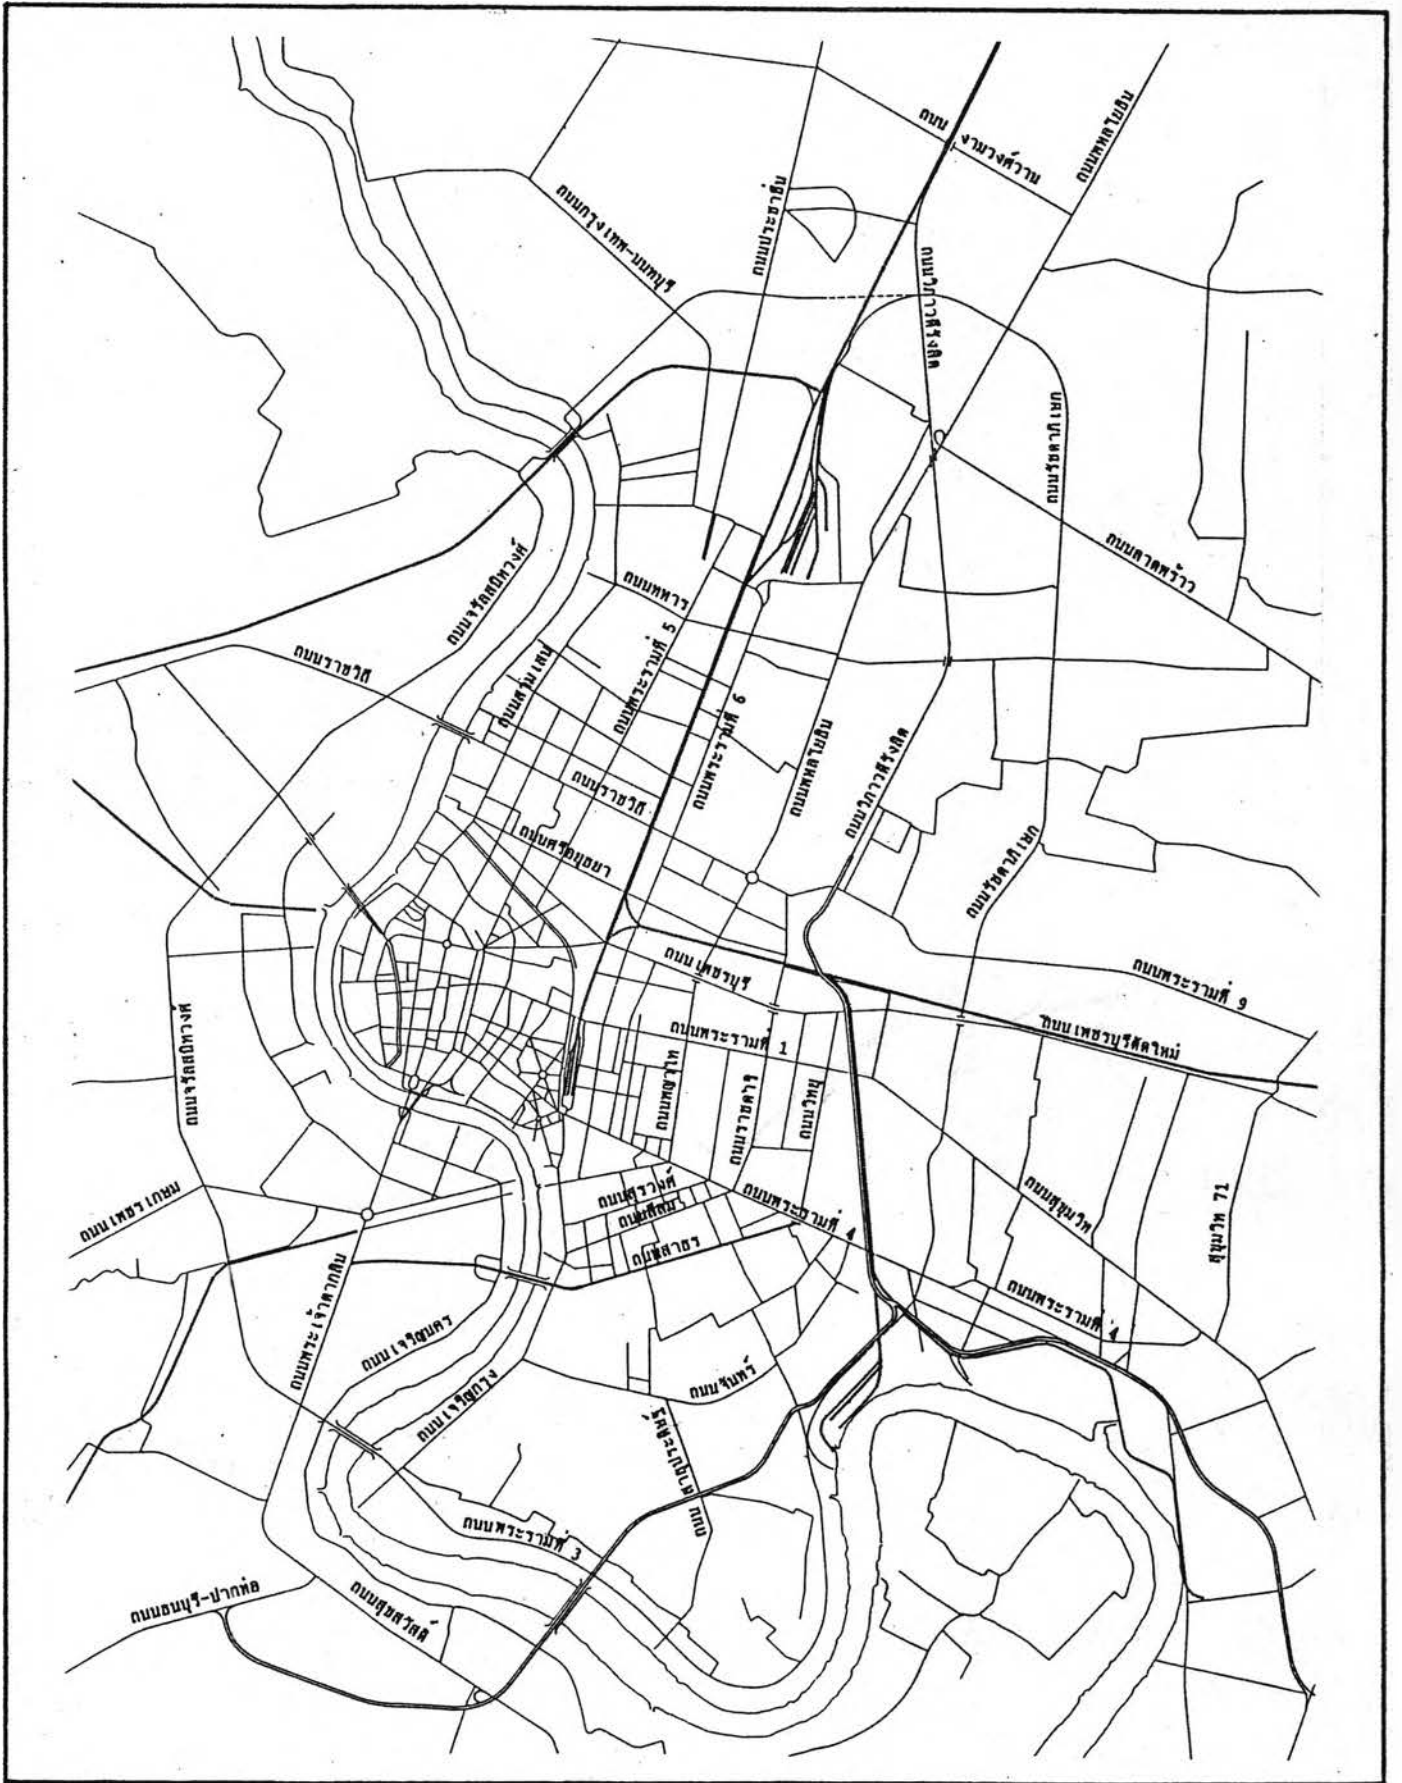 ถนน งามวงศ์วาน
ถนนพหลโยธิน
ถนนประชาชื่น
ถนนกรุงเทพ-นนทบุรี
ถนนวิภาวดีรังสิต
ถนนรัชดาภิเษก
ถนนลาดพร้าว
ถนนจรัลสนิทวงศ์
ถนนทหาร
ถนนราชวิถี
ถนนสามเสน
ถนนพระรามที่ 5
ถนนพระรามที่ 6
ถนนพหลโยธิน
ถนนวิภาวดีรังสิต
ถนนราชวิถี
ถนนศรีอยุธยา
ถนนรัชดาภิเษก
ถนนเพชรบุรี
ถนนพระรามที่ 9
ถนนพระรามที่ 1
ถนนเพชรบุรีตัดใหม่
ถนนจรัลสนิทวงศ์
ถนนพญาไท
ถนนราชดำริ
ถนนวิทยุ
ถนนเพชรเกษม
ถนนสุรวงศ์
ถนนสีลม
ถนนสาธร
ถนนพระรามที่ 4
ถนนสุขุมวิท
สุขุมวิท 71
ถนนพระรามที่ 4
ถนนพระเจ้าตากสิน
ถนนเจริญนคร
ถนนเจริญกรุง
ถนนจันทร์
ถนนพระรามที่ 3
ถนนธนบุรี-ปากท่อ
ถนนสุขสวัสดิ์